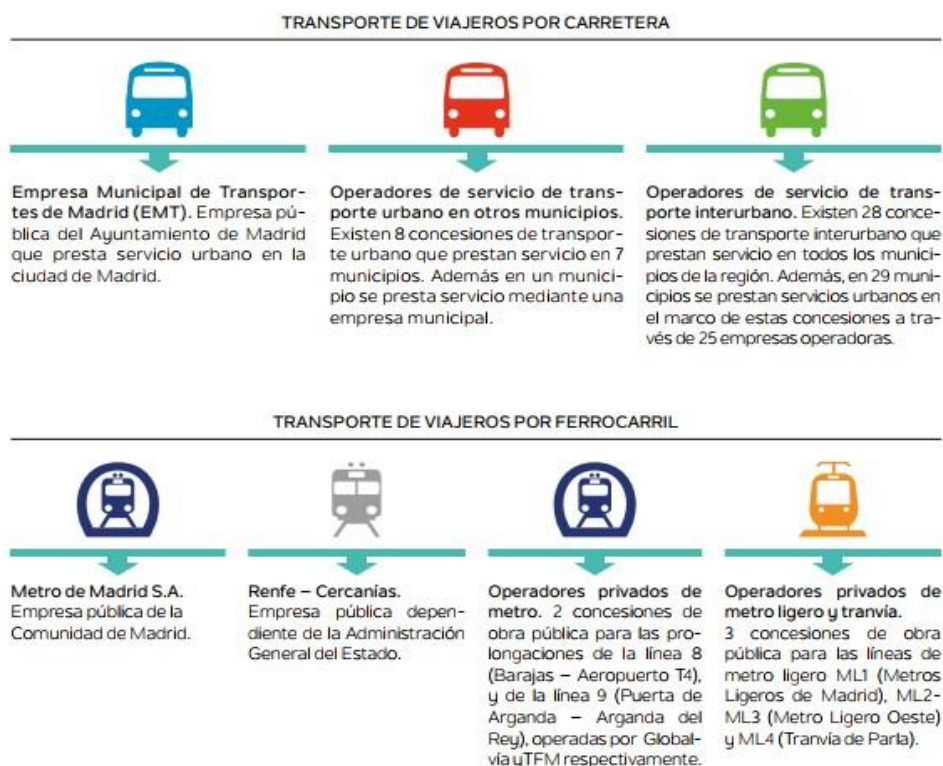 TRANSPORTE DE VIAJEROS POR CARRETERA
Empresa Municipal de Transpor-
tes de Madrid (EMT). Empresa pú-
blica del Ayuntamiento de Madrid
que presta servicio urbano en la
ciudad de Madrid.
Operadores de servicio de trans-
porte urbano en otros municipios.
Existen 8 concesiones de transpor-
te urbano que prestan servicio en 7
municipios. Además en un munici-
pio se presta servicio mediante una
empresa municipal.
Operadores de servicio de trans-
porte interurbano. Existen 28 conce-
siones de transporte interurbano que
prestan servicio en todos los munici-
pios de la región. Además, en 29 muni-
cipios se prestan servicios urbanos en
el marco de estas concesiones a tra-
vés de 25 empresas operadoras.
TRANSPORTE DE VIAJEROS POR FERROCARRIL
Metro de Madrid S.A.
Empresa pública de la
Comunidad de Madrid.
Renfe – Cercanías.
Empresa pública depen-
diente de la Administración
General del Estado.
Operadores privados de
metro. 2 concesiones de
obra pública para las pro-
longaciones de la línea 8
(Barajas – Aeropuerto T4),
y de la línea 9 (Puerta de
Arganda – Arganda del
Rey), operadas por Global-
vía y TFM respectivamente.
Operadores privados de
metro ligero y tranvía.
3 concesiones de obra
pública para las líneas de
metro ligero ML1 (Metros
Ligeros de Madrid), ML2-
ML3 (Metro Ligero Oeste)
y ML4 (Tranvía de Parla).